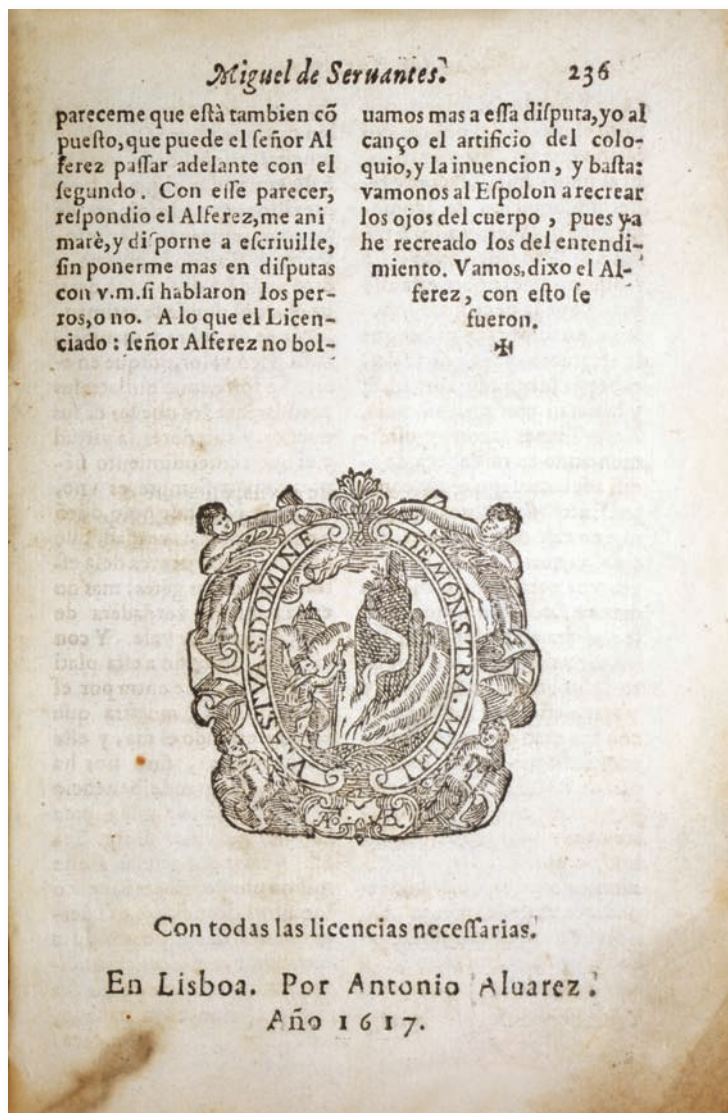 Miguel de Seruantes. 236
pareceme que eſtà tambien cõ
pueſto, que puede el ſeñor Al
ferez paſſar adelante con el
ſegundo. Con eſſe parecer,
reſpondio el Alferez, me ani
marè, y diſporne a eſcriuille,
ſin ponerme mas en diſputas
con v.m. ſi hablaron los per-
ros, o no. A lo que el Licen-
ciado : ſeñor Alferez no bol-
uamos mas a eſſa diſputa, yo al
canço el artificio del colo-
quio, y la inuencion, y baſta:
vamonos al Eſpolon a recrear
los ojos del cuerpo, pues ya
he recreado los del entendi-
miento. Vamos, dixo el Al-
ferez, con eſto ſe
fueron.
✠
VIAS TVAS DOMINE DEMONSTRA MIHI
Con todas las licencias neceſſarias.
En Lisboa. Por Antonio Aluarez.
Año 1617.